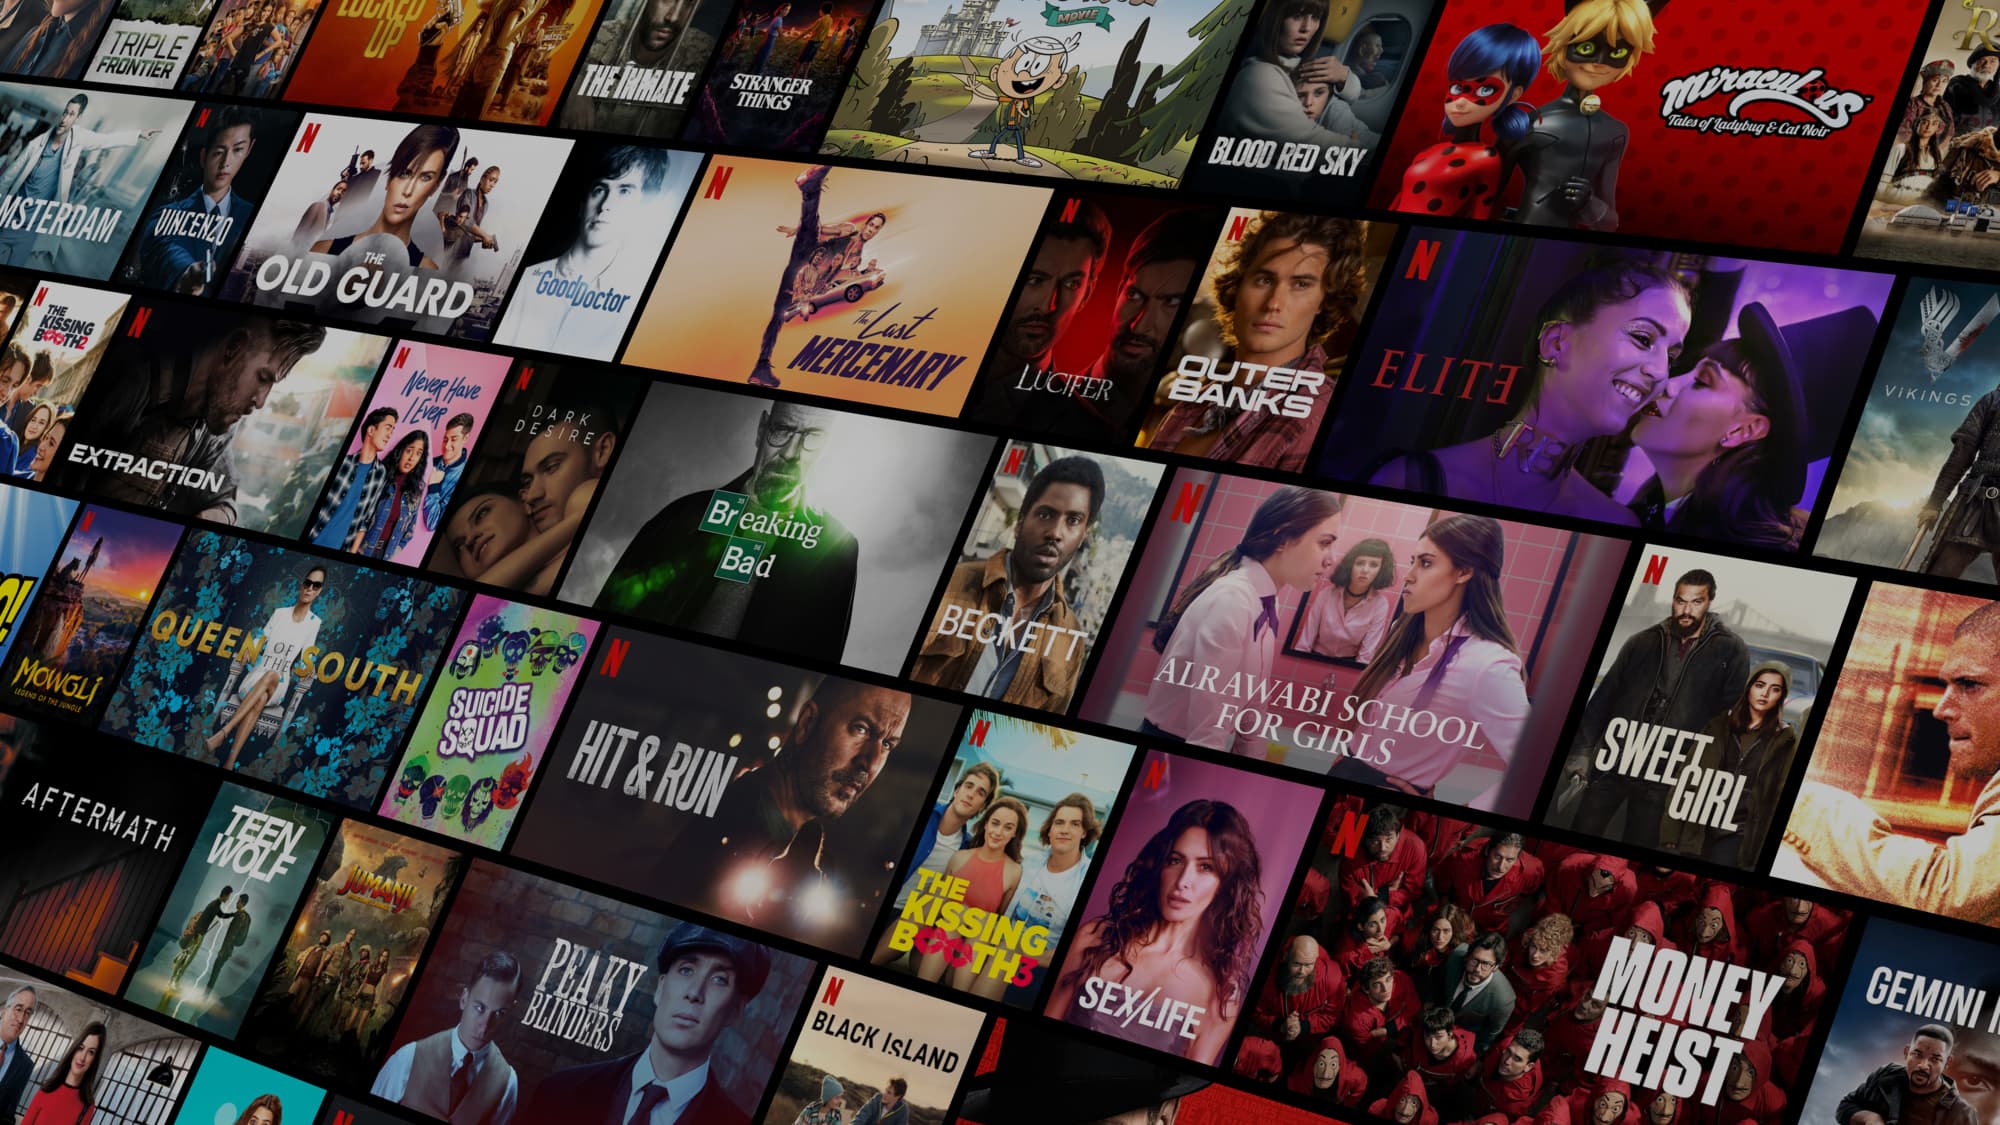 TRIPLE
FRONTIER
LOCKED
UP
THE INMATE
STRANGER
THINGS
MOVIE
BLOOD RED SKY
Miraculous
Tales of Ladybug & Cat Noir
R
MSTERDAM
N
VINCENZO
N
THE
OLD GUARD
the
GoodDoctor
N
The Last
MERCENARY
N
LUCIFER
N
OUTER
BANKS
N
ELITE
VIKINGS
N
THE
KISSING
BOOTH2
N
EXTRACTION
N
Never Have
I Ever
N
DARK
DESIRE
35
Breaking
56
Bad
N
BECKETT
N
ALRAWABI SCHOOL
FOR GIRLS
N
SWEET
GIRL
O!
N
MOWGLI
LEGEND OF THE JUNGLE
QUEEN OF THE SOUTH
SUICIDE
SQUAD
N
HIT & RUN
N
THE
KISSING
BOOTH3
N
SEX/LIFE
N
MONEY
HEIST
AFTERMATH
TEEN
WOLF
JUMANJI
PEAKY
BLINDERS
N
BLACK ISLAND
GEMINI
N